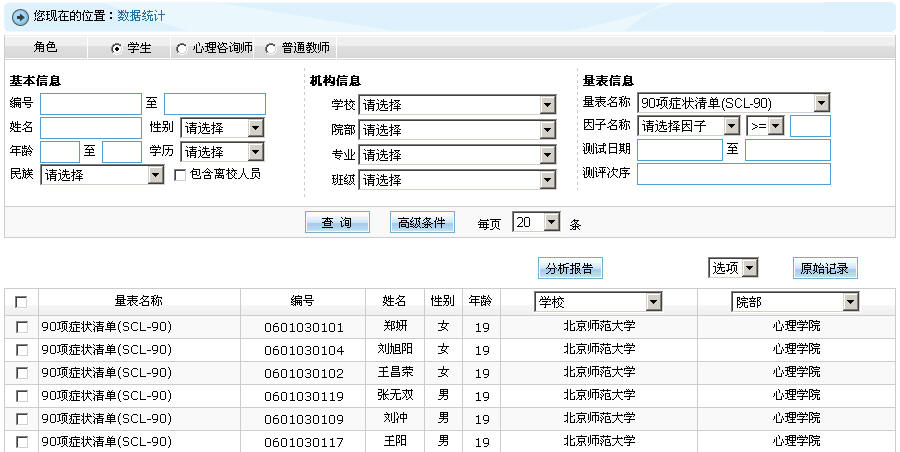 您现在的位置：数据统计
角色 学生 心理咨询师 普通教师
基本信息 机构信息 量表信息
编号 至 学校 请选择 量表名称 90项症状清单(SCL-90)
姓名 性别 请选择 院部 请选择 因子名称 请选择因子 >=
年龄 至 学历 请选择 专业 请选择 测试日期 至
民族 请选择 包含离校人员 班级 请选择 测评次序
查 询 高级条件 每页 20 条
分析报告 选项 原始记录
量表名称 编号 姓名 性别 年龄 学校 院部
90项症状清单(SCL-90) 0601030101 郑妍 女 19 北京师范大学 心理学院
90项症状清单(SCL-90) 0601030104 刘旭阳 女 19 北京师范大学 心理学院
90项症状清单(SCL-90) 0601030102 王昌荣 女 19 北京师范大学 心理学院
90项症状清单(SCL-90) 0601030119 张无双 男 19 北京师范大学 心理学院
90项症状清单(SCL-90) 0601030109 刘冲 男 19 北京师范大学 心理学院
90项症状清单(SCL-90) 0601030117 王阳 男 19 北京师范大学 心理学院